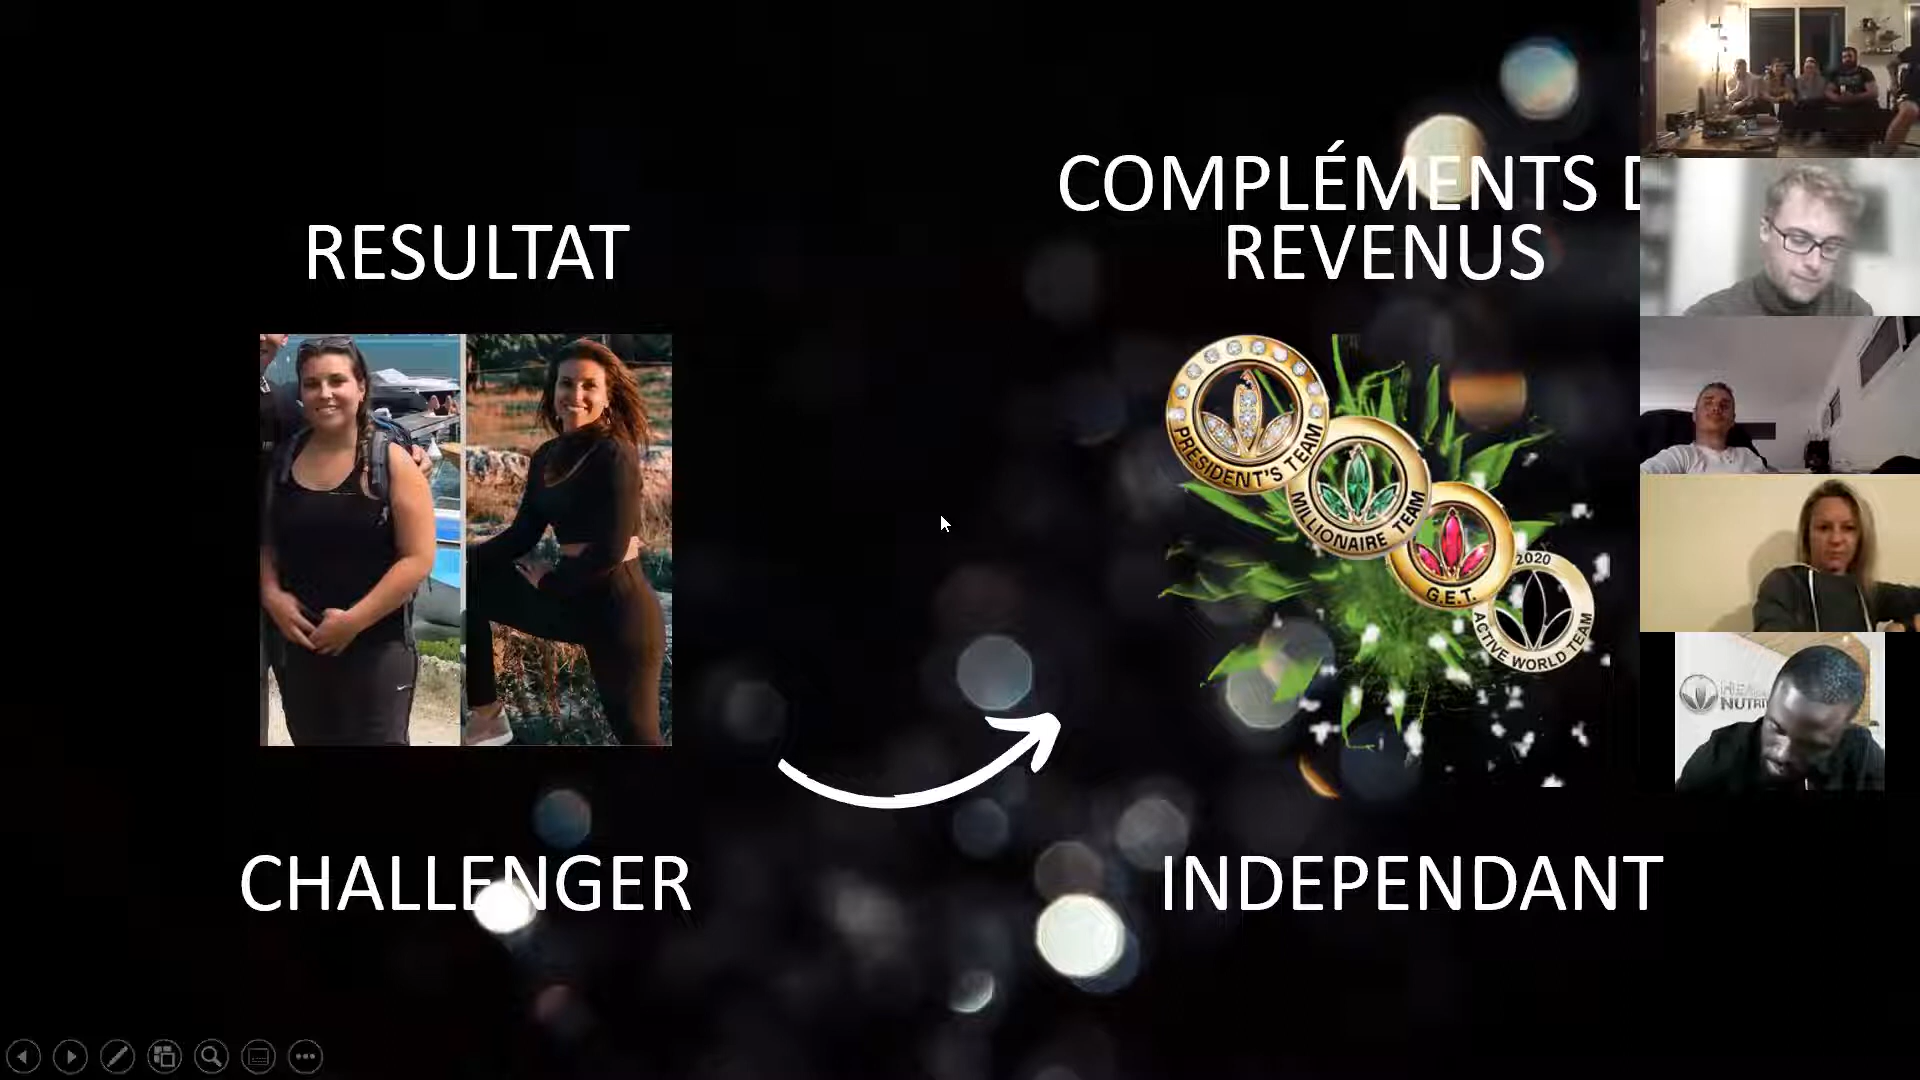 RESULTAT
COMPLÉMENTS D
REVENUS
PRESIDENT'S TEAM
MILLIONAIRE TEAM
G.E.T.
2020
ACTIVE WORLD TEAM
CHALLENGER
INDEPENDANT